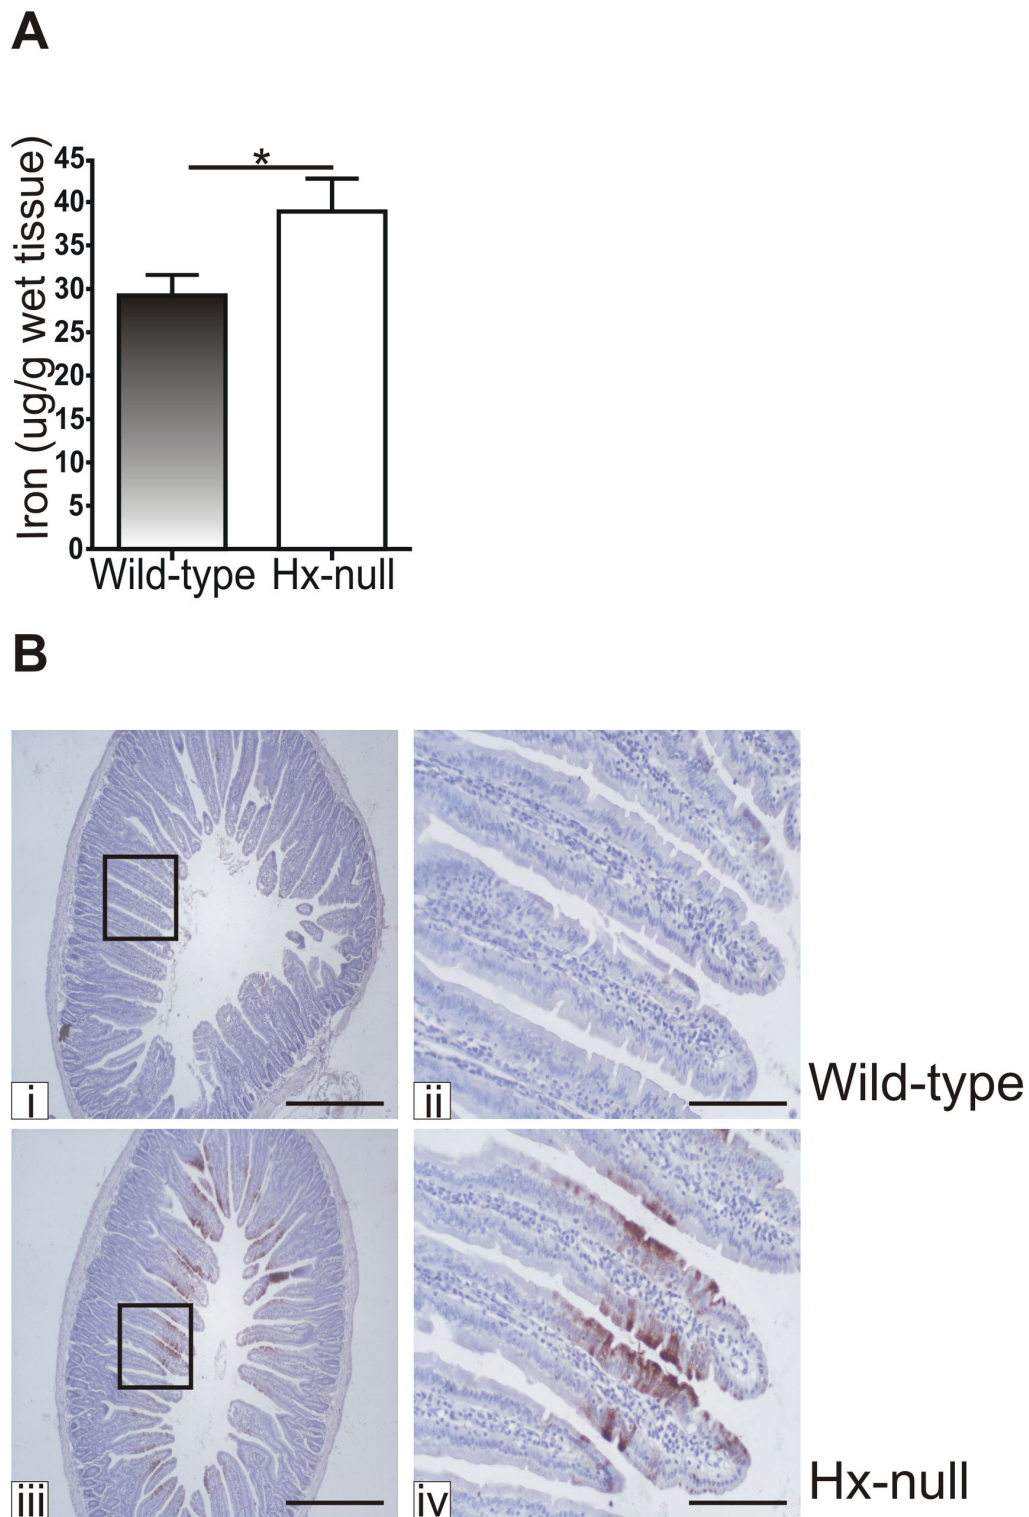 A
*
Iron (ug/g wet tissue)
45
40
35
30
25
20
15
10
5
0
Wild-type Hx-null
B
i
ii
Wild-type
iii
iv
Hx-null